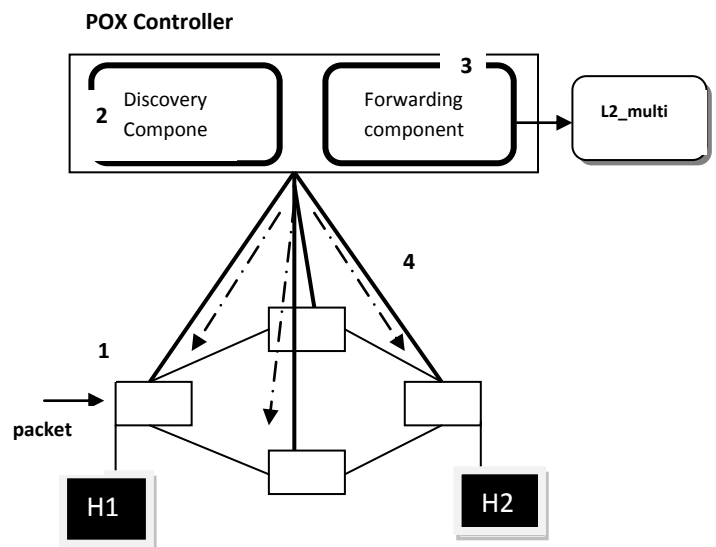 POX Controller
3
2
Discovery
Compone
Forwarding
component
L2_multi
4
1
packet
H1
H2